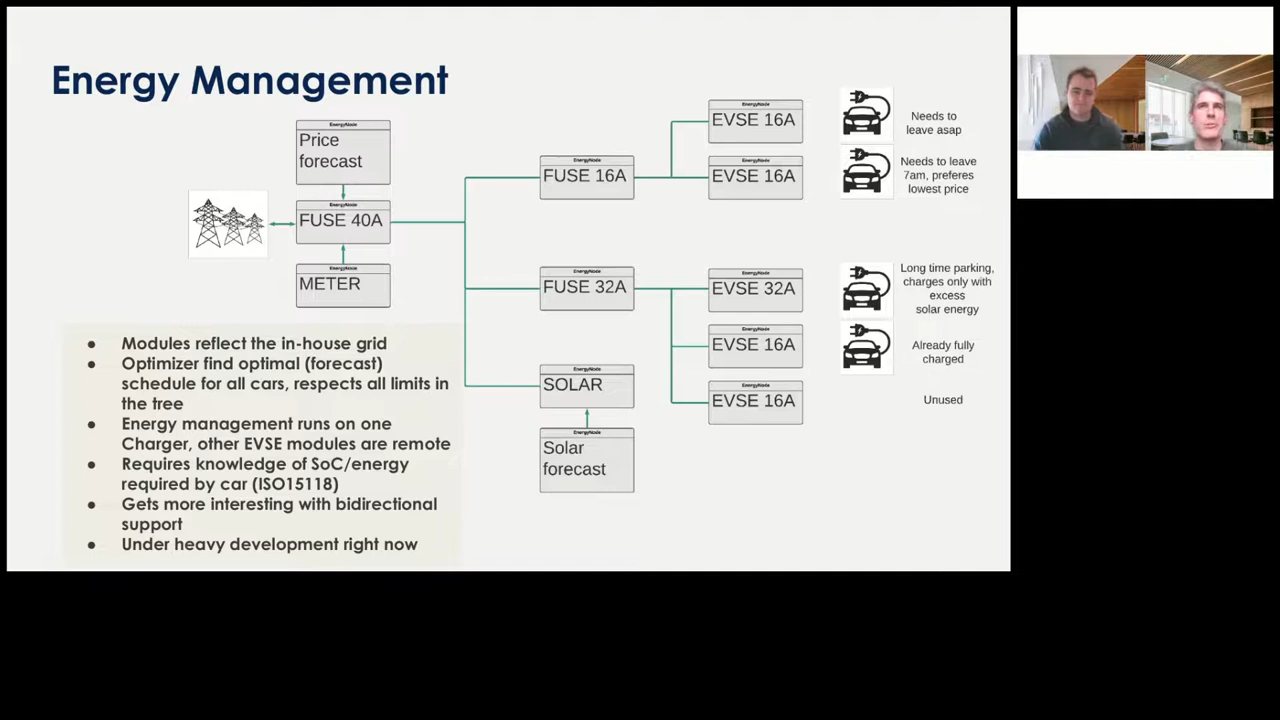 Energy Management
EnergyNode
Price
forecast
EnergyNode
FUSE 40A
EnergyNode
METER
EnergyNode
FUSE 16A
EnergyNode
FUSE 32A
EnergyNode
SOLAR
EnergyNode
Solar
forecast
EnergyNode
EVSE 16A
EnergyNode
EVSE 16A
EnergyNode
EVSE 32A
EnergyNode
EVSE 16A
EnergyNode
EVSE 16A
Needs to
leave asap
Needs to leave
7am, preferes
lowest price
Long time parking,
charges only with
excess
solar energy
Already fully
charged
Unused
● Modules reflect the in-house grid
● Optimizer find optimal (forecast)
schedule for all cars, respects all limits in
the tree
● Energy management runs on one
Charger, other EVSE modules are remote
● Requires knowledge of SoC/energy
required by car (ISO15118)
● Gets more interesting with bidirectional
support
● Under heavy development right now